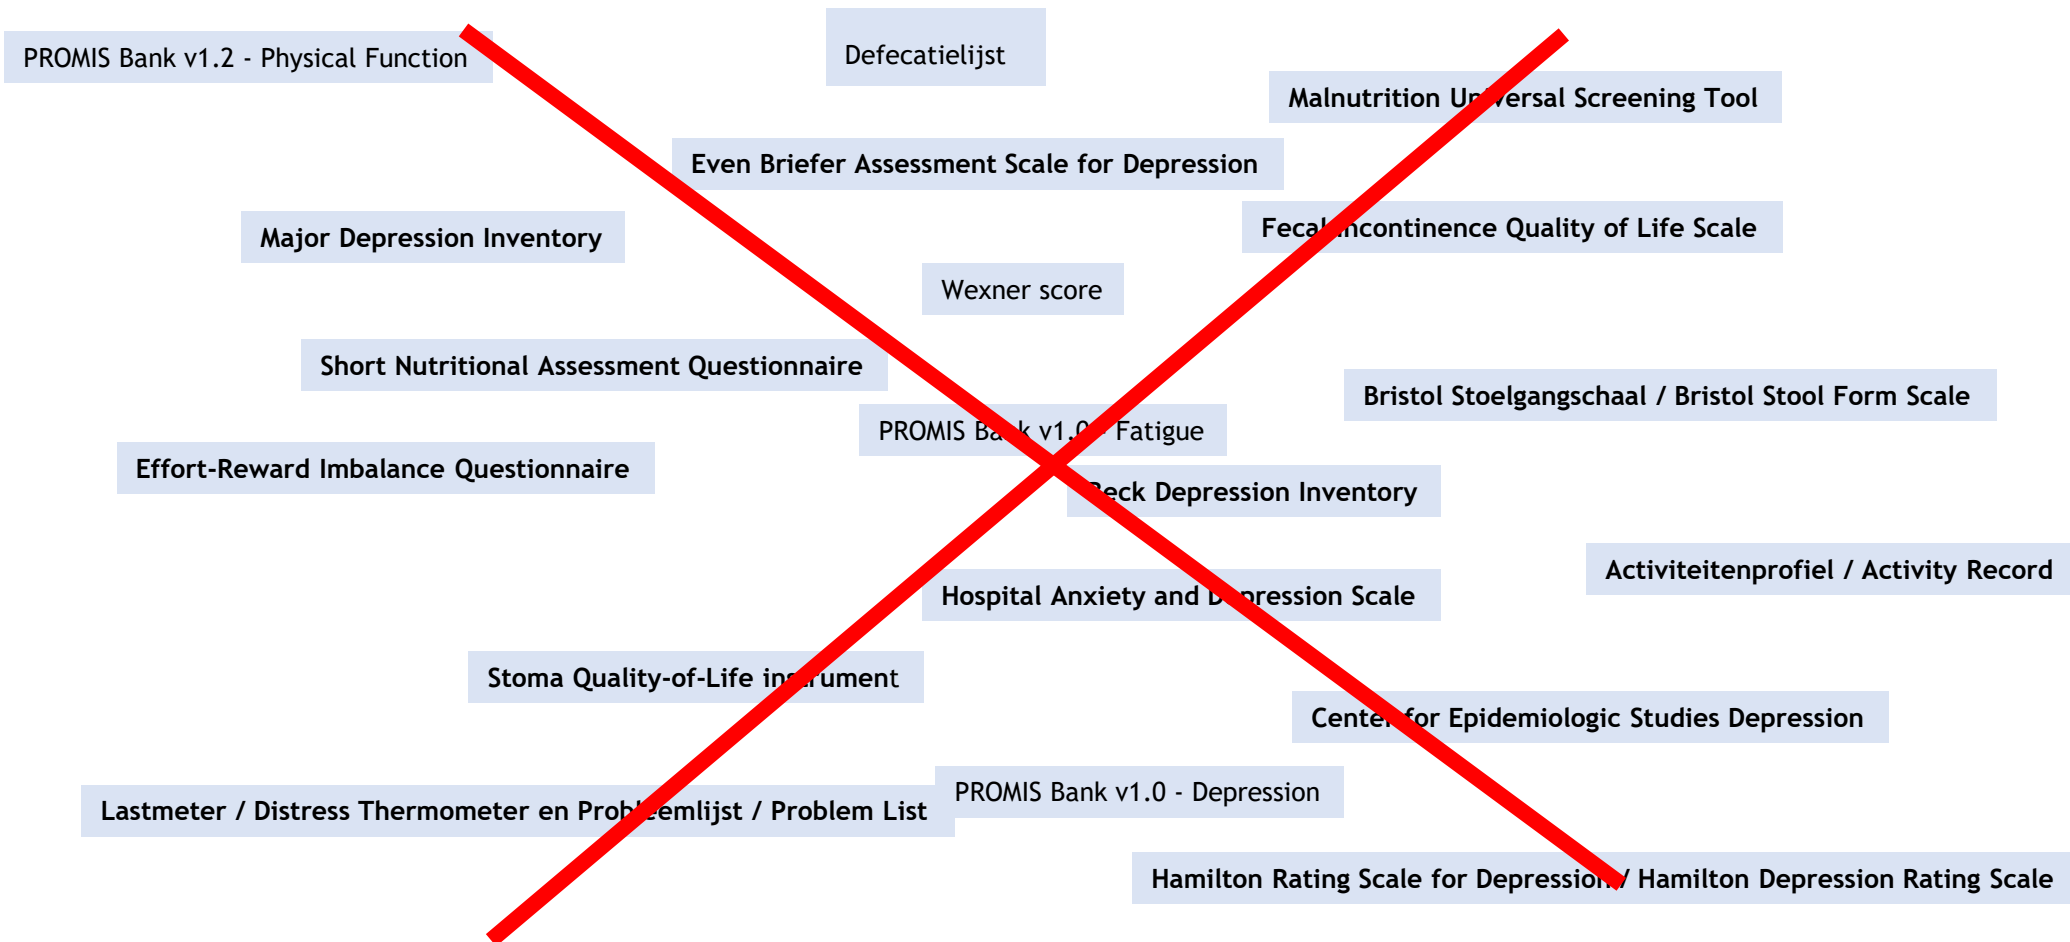 PROMIS Bank v1.2 - Physical Function
Defecatielijst
Malnutrition Universal Screening Tool
Even Briefer Assessment Scale for Depression
Major Depression Inventory
Fecal Incontinence Quality of Life Scale
Wexner score
Short Nutritional Assessment Questionnaire
Bristol Stoelgangschaal / Bristol Stool Form Scale
PROMIS Bank v1.0 - Fatigue
Effort-Reward Imbalance Questionnaire
Beck Depression Inventory
Activiteitenprofiel / Activity Record
Hospital Anxiety and Depression Scale
Stoma Quality-of-Life instrument
Center for Epidemiologic Studies Depression
PROMIS Bank v1.0 - Depression
Lastmeter / Distress Thermometer en Probleemlijst / Problem List
Hamilton Rating Scale for Depression / Hamilton Depression Rating Scale